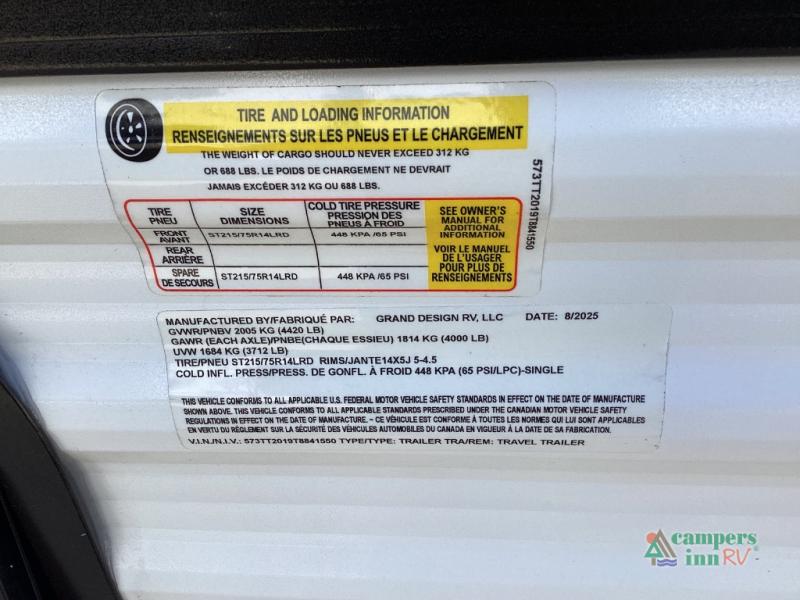 TIRE AND LOADING INFORMATION
RENSEIGNEMENTS SUR LES PNEUS ET LE CHARGEMENT
THE WEIGHT OF CARGO SHOULD NEVER EXCEED 312 KG
OR 688 LBS. LE POIDS DE CHARGEMENT NE DEVRAIT
JAMAIS EXCÉDER 312 KG OU 688 LBS.
TIRE
PNEU
SIZE
DIMENSIONS
COLD TIRE PRESSURE
PRESSION DES
PNEUS À FROID
FRONT
AVANT
ST215/75R14LRD
448 KPA /65 PSI
REAR
ARRIÈRE
SPARE
DE SECOURS
ST215/75R14LRD
448 KPA /65 PSI
SEE OWNER'S
MANUAL FOR
ADDITIONAL
INFORMATION
VOIR LE MANUEL
DE L'USAGER
POUR PLUS DE
RENSEIGNEMENTS
573TT2019T8841550
MANUFACTURED BY/FABRIQUÉ PAR: GRAND DESIGN RV, LLC DATE: 8/2025
GVWR/PNBV 2005 KG (4420 LB)
GAWR (EACH AXLE)/PNBE(CHAQUE ESSIEU) 1814 KG (4000 LB)
UVW 1684 KG (3712 LB)
TIRE/PNEU ST215/75R14LRD RIMS/JANTE14X5J 5-4.5
COLD INFL. PRESS/PRESS. DE GONFL. À FROID 448 KPA (65 PSI/LPC)-SINGLE
THIS VEHICLE CONFORMS TO ALL APPLICABLE U.S. FEDERAL MOTOR VEHICLE SAFETY STANDARDS IN EFFECT ON THE DATE OF MANUFACTURE
SHOWN ABOVE. THIS VEHICLE CONFORMS TO ALL APPLICABLE STANDARDS PRESCRIBED UNDER THE CANADIAN MOTOR VEHICLE SAFETY
REGULATIONS IN EFFECT ON THE DATE OF MANUFACTURE. ~ CE VÉHICULE EST CONFORME À TOUTES LES NORMES QUI LUI SONT APPLICABLES
EN VERTU DU RÈGLEMENT SUR LA SÉCURITÉ DES VÉHICULES AUTOMOBILES DU CANADA EN VIGUEUR À LA DATE DE SA FABRICATION.
V.I.N./N.I.V.: 573TT2019T8841550 TYPE/TYPE: TRAILER TRA/REM: TRAVEL TRAILER
campers
inn RV®